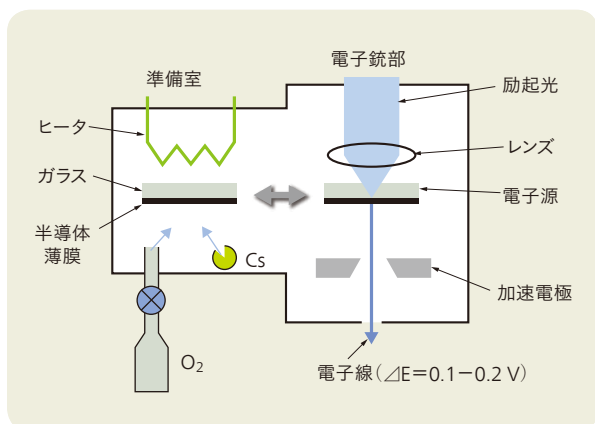 電子銃部
準備室
励起光
ヒータ
レンズ
ガラス
電子源
半導体
薄膜
Cs
加速電極
O₂
電子線(⊿E=0.1−0.2 V)